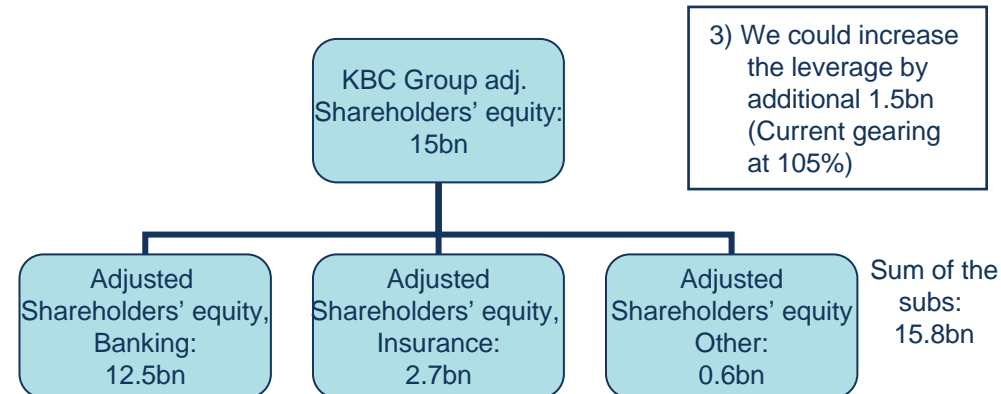 3) We could increase
the leverage by
additional 1.5bn
(Current gearing
at 105%)
KBC Group adj.
Shareholders’ equity:
15bn
Adjusted
Shareholders’ equity,
Banking:
12.5bn
Adjusted
Shareholders’ equity,
Insurance:
2.7bn
Adjusted
Shareholders’ equity
Other:
0.6bn
Sum of the
subs:
15.8bn